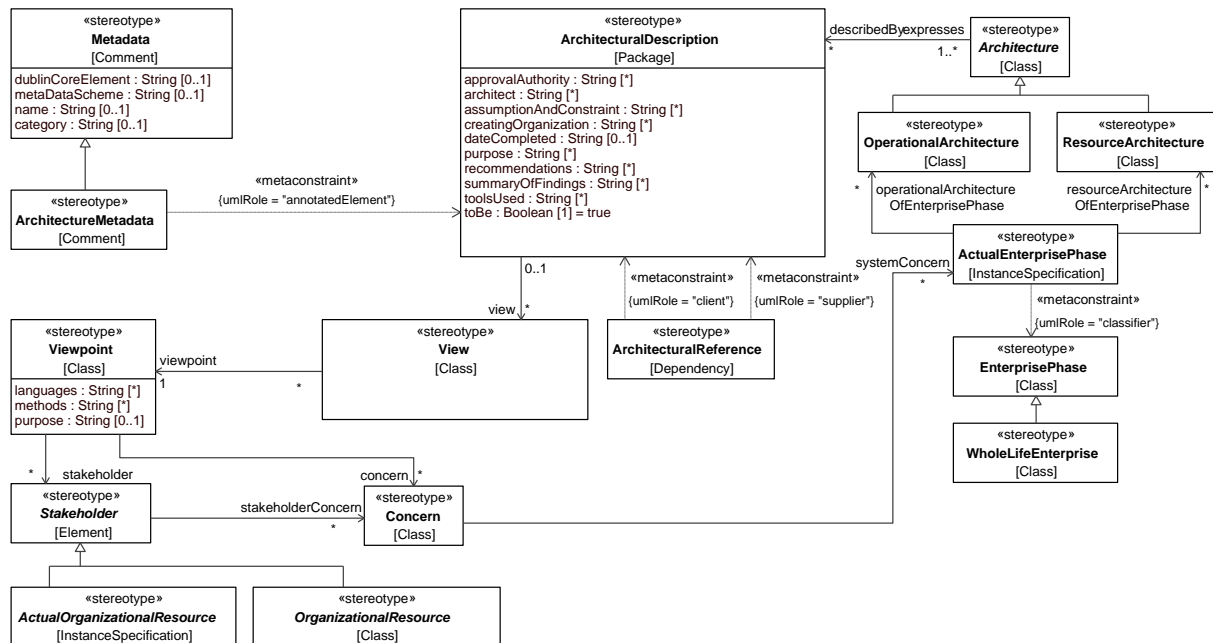 «stereotype»
Metadata
[Comment]
dublinCoreElement : String [0..1]
metaDataScheme : String [0..1]
name : String [0..1]
category : String [0..1]
«stereotype»
ArchitecturalDescription
[Package]
approvalAuthority : String [*]
architect : String [*]
assumptionAndConstraint : String [*]
creatingOrganization : String [*]
dateCompleted : String [0..1]
purpose : String [*]
recommendations : String [*]
summaryOfFindings : String [*]
toolsUsed : String [*]
toBe : Boolean [1] = true
describedBy
expresses
*
1..*
«stereotype»
Architecture
[Class]
«stereotype»
OperationalArchitecture
[Class]
«stereotype»
ResourceArchitecture
[Class]
*
operationalArchitecture
OfEnterprisePhase
resourceArchitecture
OfEnterprisePhase
*
«stereotype»
ArchitectureMetadata
[Comment]
«metaconstraint»
{umlRole = "annotatedElement"}
«stereotype»
ActualEnterprisePhase
[InstanceSpecification]
systemConcern
*
0..1
view
*
«metaconstraint»
{umlRole = "client"}
«metaconstraint»
{umlRole = "supplier"}
«metaconstraint»
{umlRole = "classifier"}
«stereotype»
Viewpoint
[Class]
languages : String [*]
methods : String [*]
purpose : String [0..1]
viewpoint
1
*
«stereotype»
View
[Class]
«stereotype»
ArchitecturalReference
[Dependency]
«stereotype»
EnterprisePhase
[Class]
«stereotype»
WholeLifeEnterprise
[Class]
*
stakeholder
concern
*
«stereotype»
Stakeholder
[Element]
stakeholderConcern
*
«stereotype»
Concern
[Class]
«stereotype»
ActualOrganizationalResource
[InstanceSpecification]
«stereotype»
OrganizationalResource
[Class]